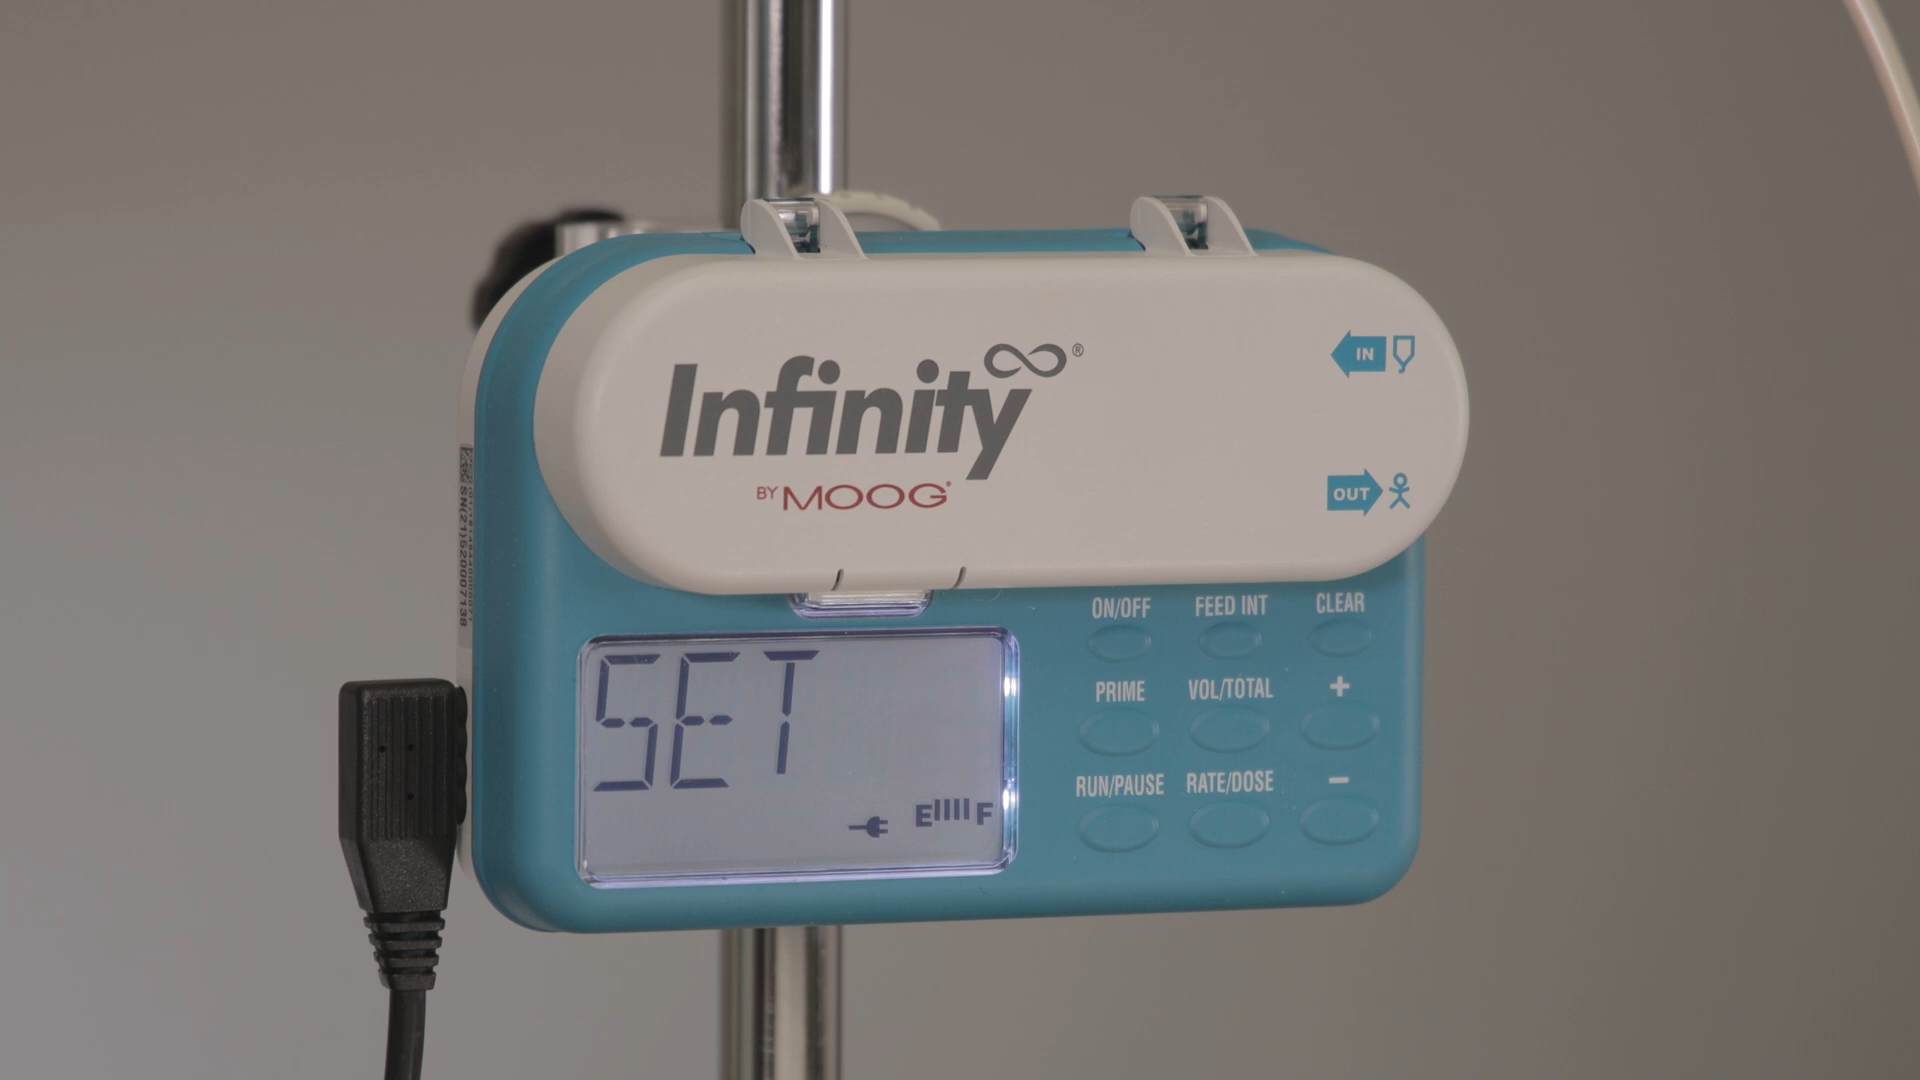 Infinity®
BY MOOG®
IN
OUT
ON/OFF FEED INT CLEAR
PRIME VOL/TOTAL +
RUN/PAUSE RATE/DOSE −
SET
E F